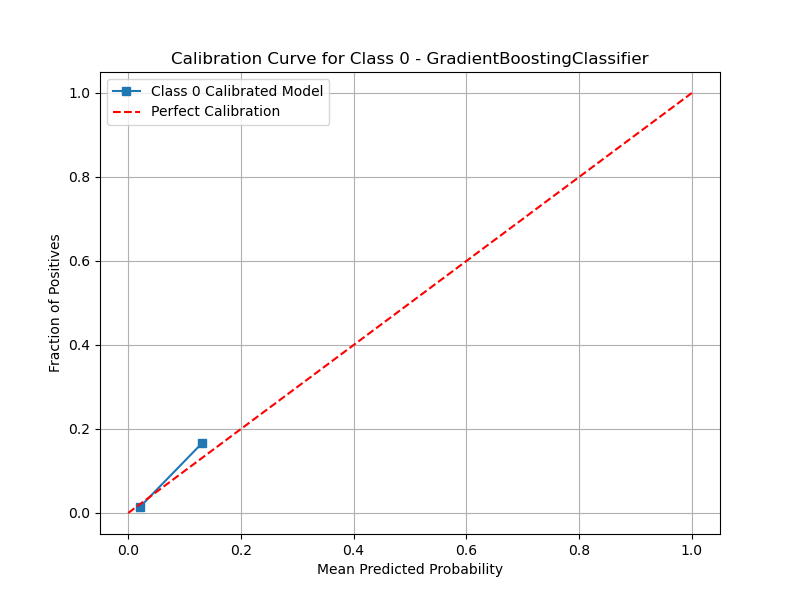 Calibration Curve for Class 0 - GradientBoostingClassifier
Class 0 Calibrated Model
Perfect Calibration
1.0
0.8
0.6
0.4
0.2
0.0
Fraction of Positives
0.0 0.2 0.4 0.6 0.8 1.0
Mean Predicted Probability